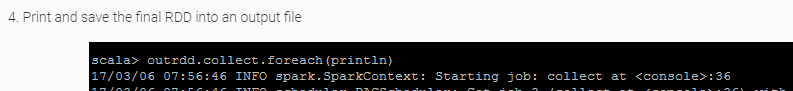 4. Print and save the final RDD into an output file
scala> outrdd.collect.foreach(println)
17/03/06 07:56:46 INFO spark.SparkContext: Starting job: collect at <console>:36